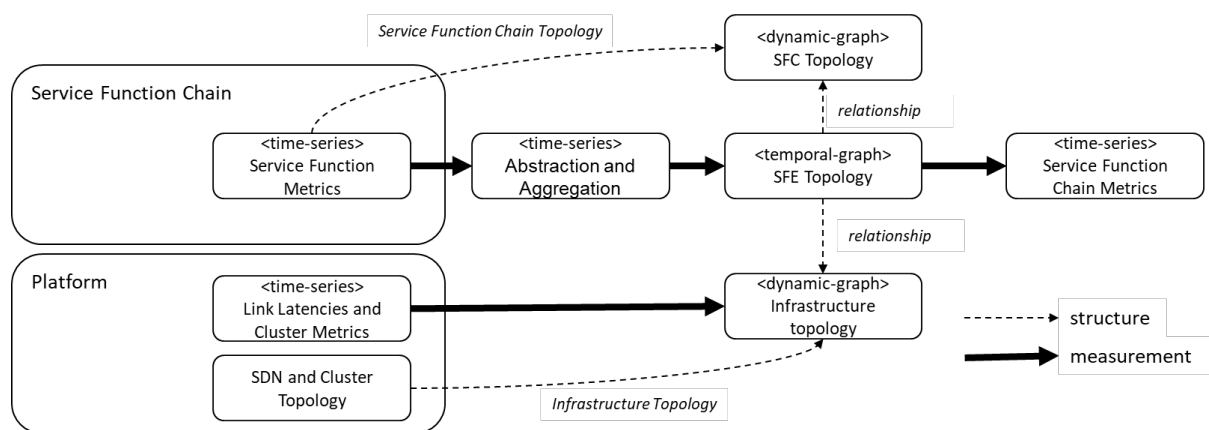 Service Function Chain Topology
<dynamic-graph>
SFC Topology
Service Function Chain
relationship
<time-series>
Service Function
Metrics
<time-series>
Abstraction and
Aggregation
<temporal-graph>
SFE Topology
<time-series>
Service Function
Chain Metrics
relationship
Platform
<time-series>
Link Latencies and
Cluster Metrics
<dynamic-graph>
Infrastructure
topology
SDN and Cluster
Topology
Infrastructure Topology
structure
measurement